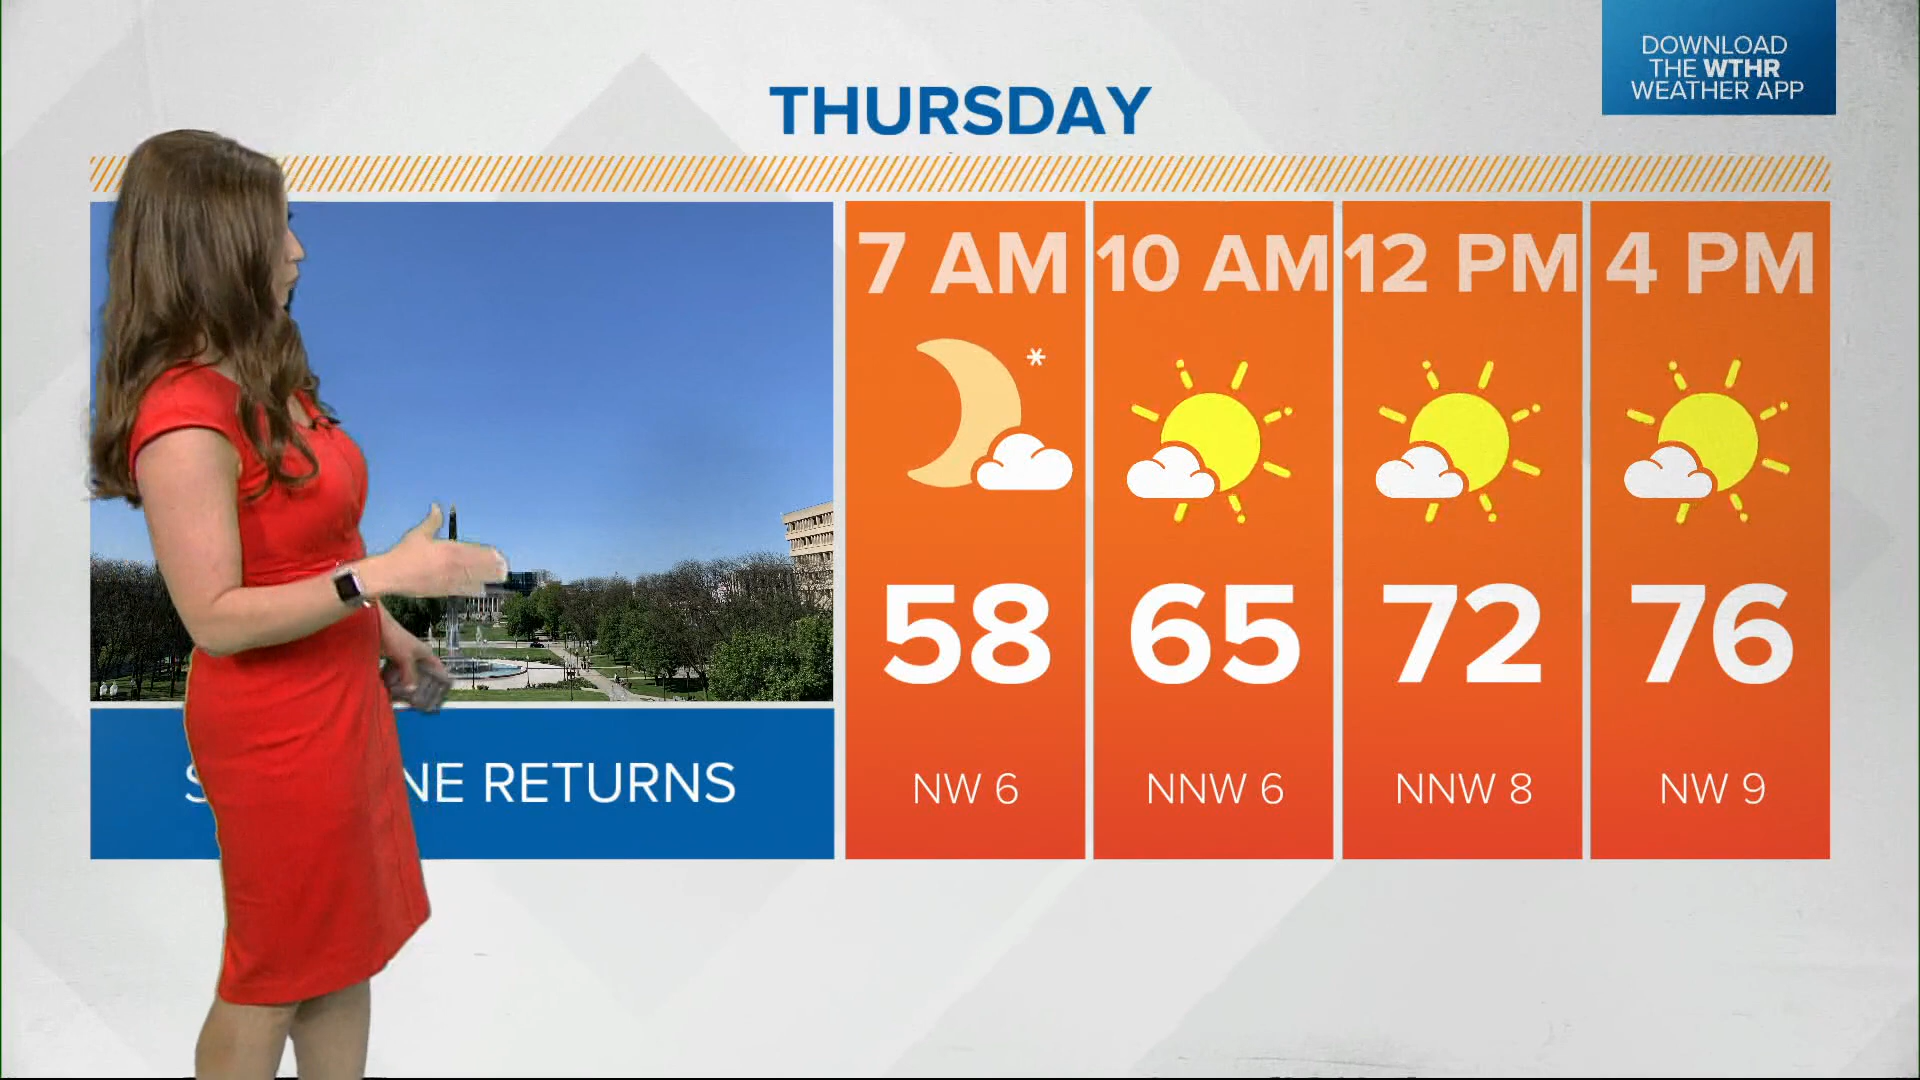 DOWNLOAD
THE WTHR
WEATHER APP
THURSDAY
7 AM
10 AM
12 PM
4 PM
58
65
72
76
NW 6
NNW 6
NNW 8
NW 9
RETURNS